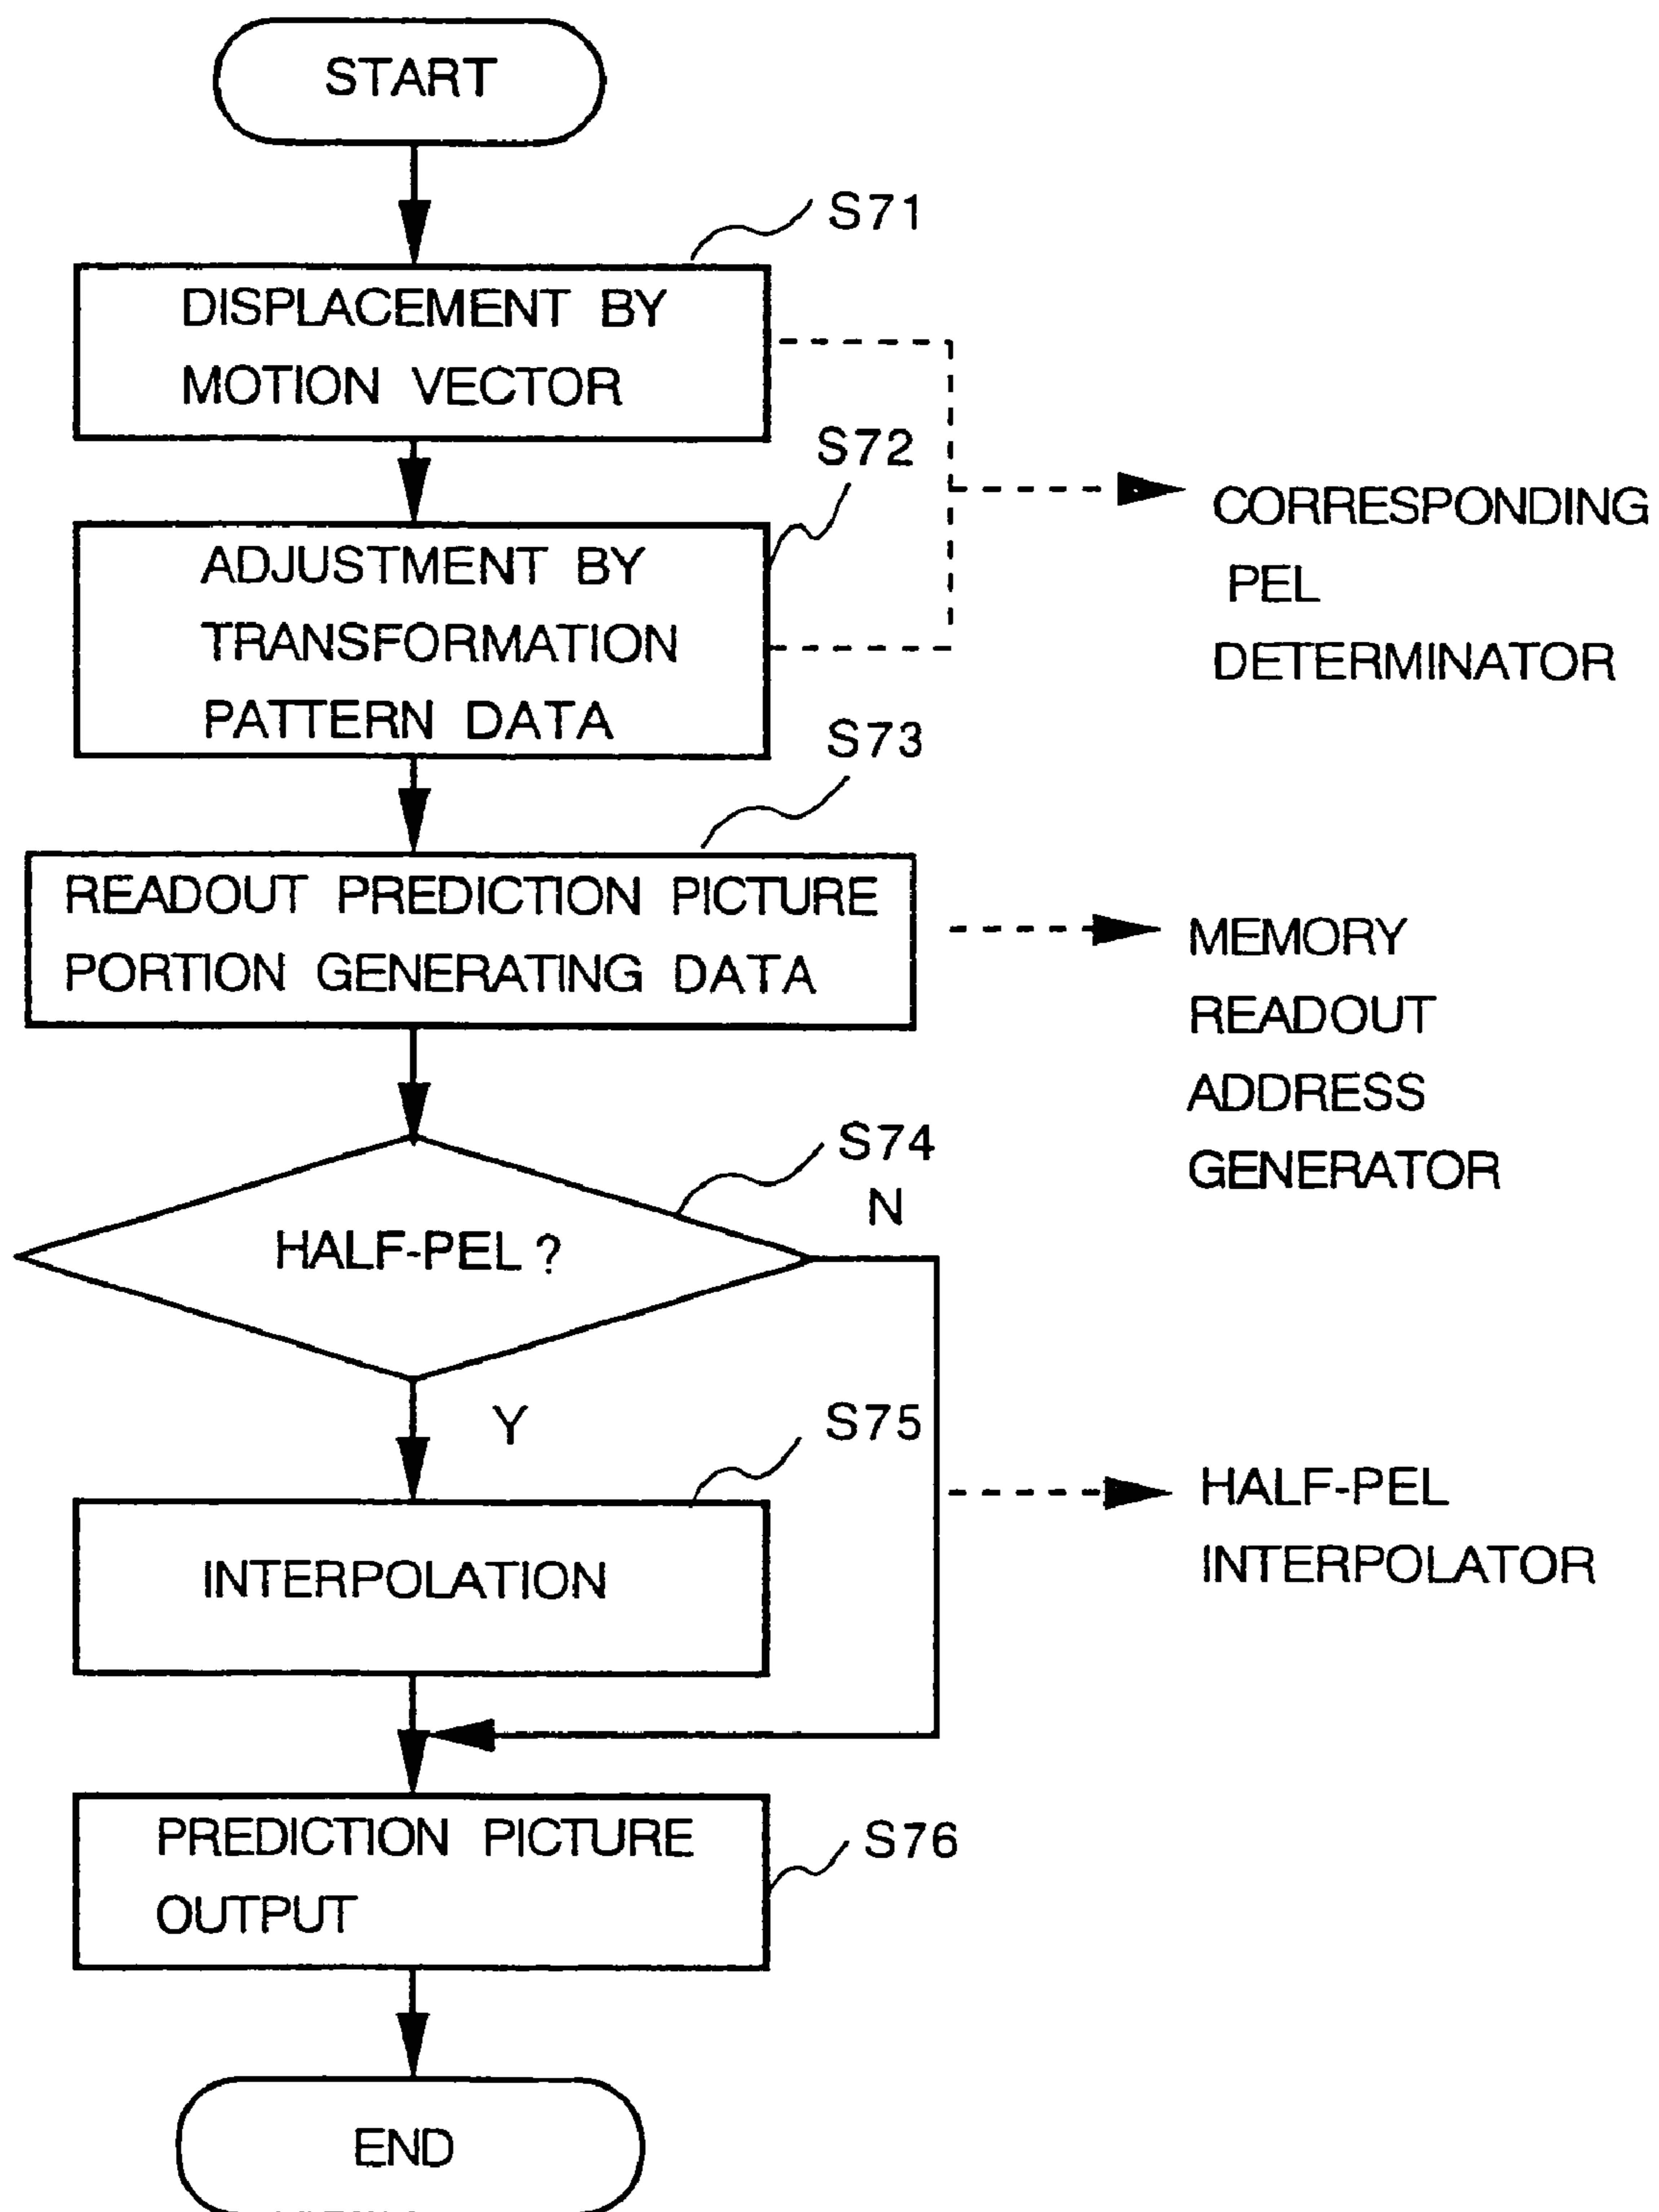 START
S71
DISPLACEMENT BY
MOTION VECTOR
S72
CORRESPONDING
PEL
DETERMINATOR
ADJUSTMENT BY
TRANSFORMATION
PATTERN DATA
S73
READOUT PREDICTION PICTURE
PORTION GENERATING DATA
MEMORY
READOUT
ADDRESS
GENERATOR
S74
N
HALF-PEL ?
Y
S75
HALF-PEL
INTERPOLATOR
INTERPOLATION
PREDICTION PICTURE
OUTPUT
S76
END